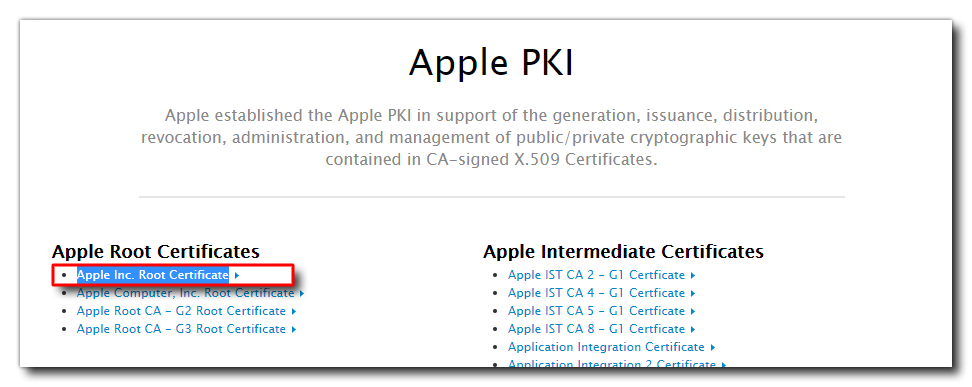 Apple PKI
Apple established the Apple PKI in support of the generation, issuance, distribution,
revocation, administration, and management of public/private cryptographic keys that are
contained in CA-signed X.509 Certificates.
Apple Root Certificates
Apple Inc. Root Certificate
Apple Computer, Inc. Root Certificate
Apple Root CA - G2 Root Certificate
Apple Root CA - G3 Root Certificate
Apple Intermediate Certificates
Apple IST CA 2 - G1 Certficate
Apple IST CA 4 - G1 Certficate
Apple IST CA 5 - G1 Certficate
Apple IST CA 8 - G1 Certficate
Application Integration Certificate
Application Integration 2 Certificate